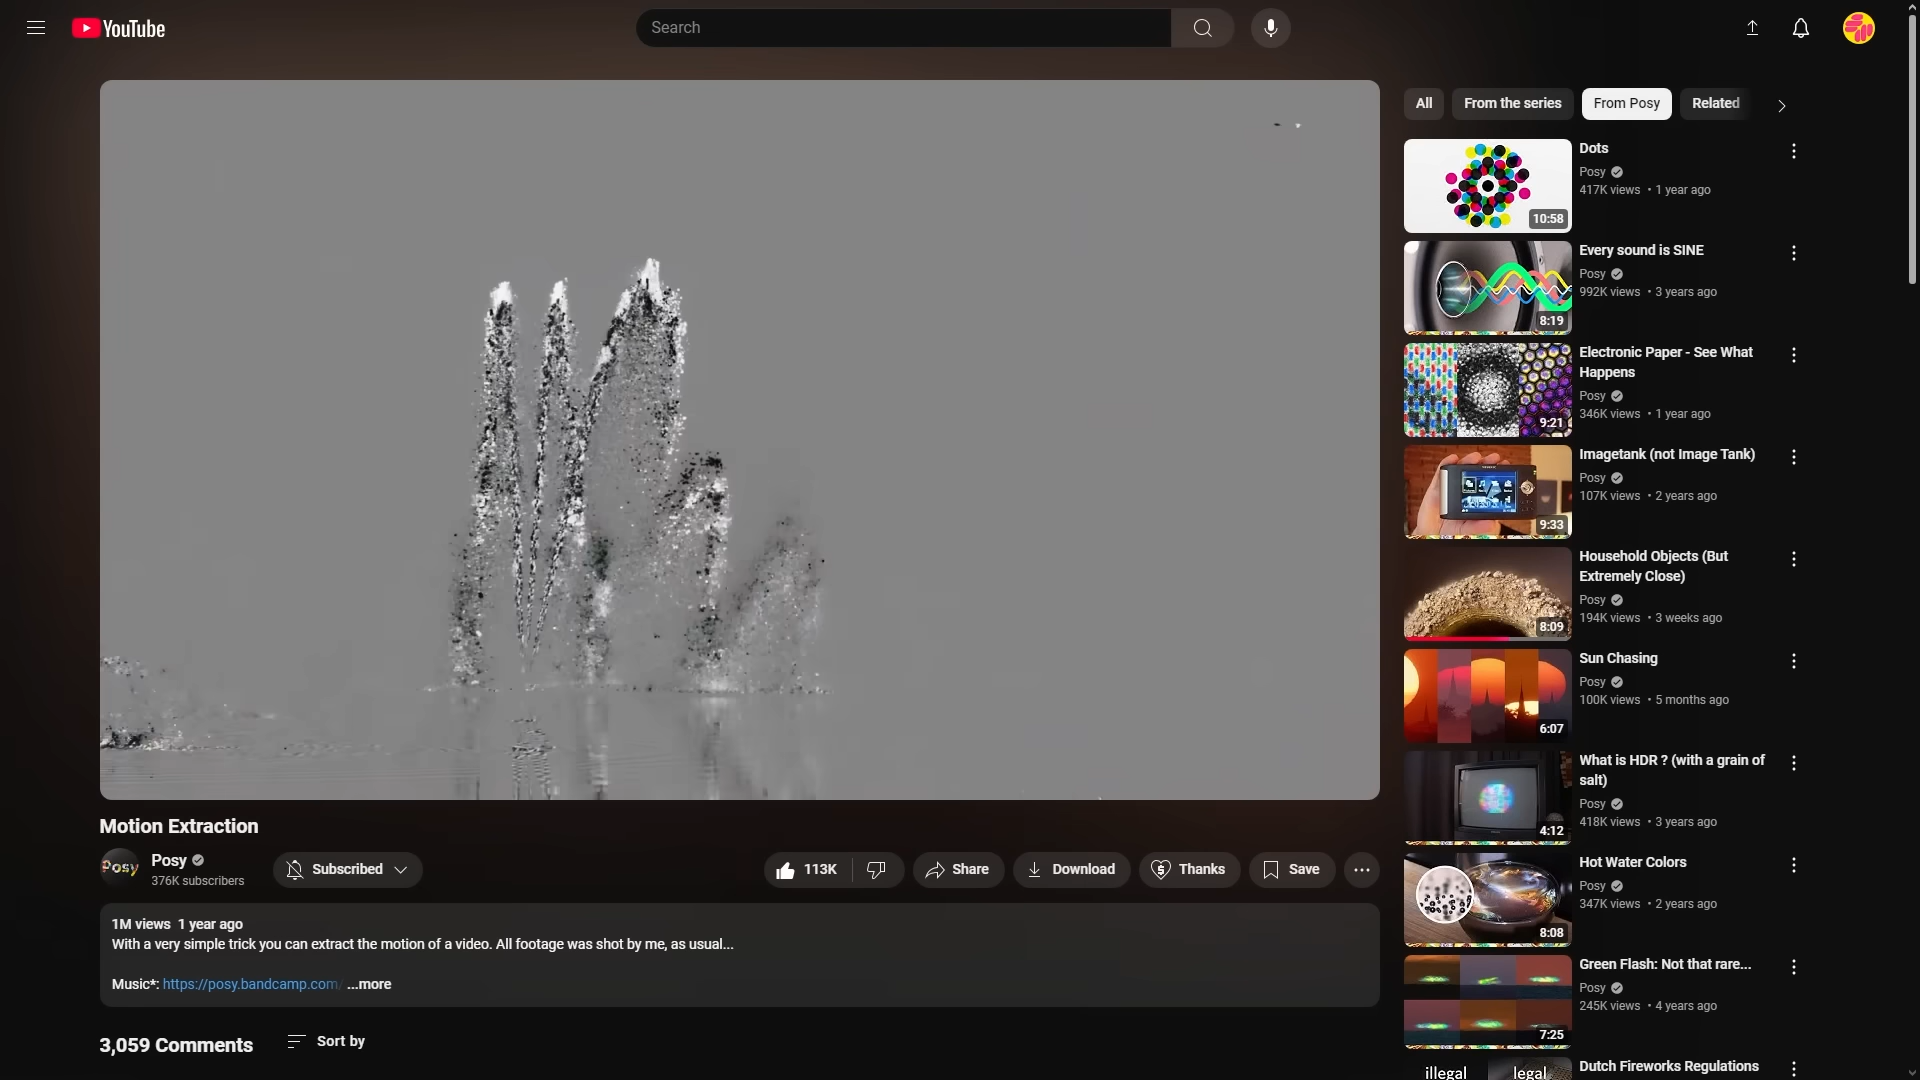 YouTube
Search
All
From the series
From Posy
Related
Dots
Posy
417K views • 1 year ago
10:58
Every sound is SINE
Posy
992K views • 3 years ago
8:19
Electronic Paper - See What
Happens
Posy
346K views • 1 year ago
9:21
Imagetank (not Image Tank)
Posy
107K views • 2 years ago
9:33
Household Objects (But
Extremely Close)
Posy
194K views • 3 weeks ago
8:09
Sun Chasing
Posy
100K views • 5 months ago
6:07
What is HDR ? (with a grain of
salt)
Posy
418K views • 3 years ago
4:12
Hot Water Colors
Posy
347K views • 2 years ago
8:08
Green Flash: Not that rare...
Posy
245K views • 4 years ago
7:25
Dutch Fireworks Regulations
illegal
legal
Motion Extraction
Posy
Posy
376K subscribers
Subscribed
113K
Share
Download
Thanks
Save
1M views 1 year ago
With a very simple trick you can extract the motion of a video. All footage was shot by me, as usual...
Music*: https://posy.bandcamp.com/ ...more
3,059 Comments
Sort by